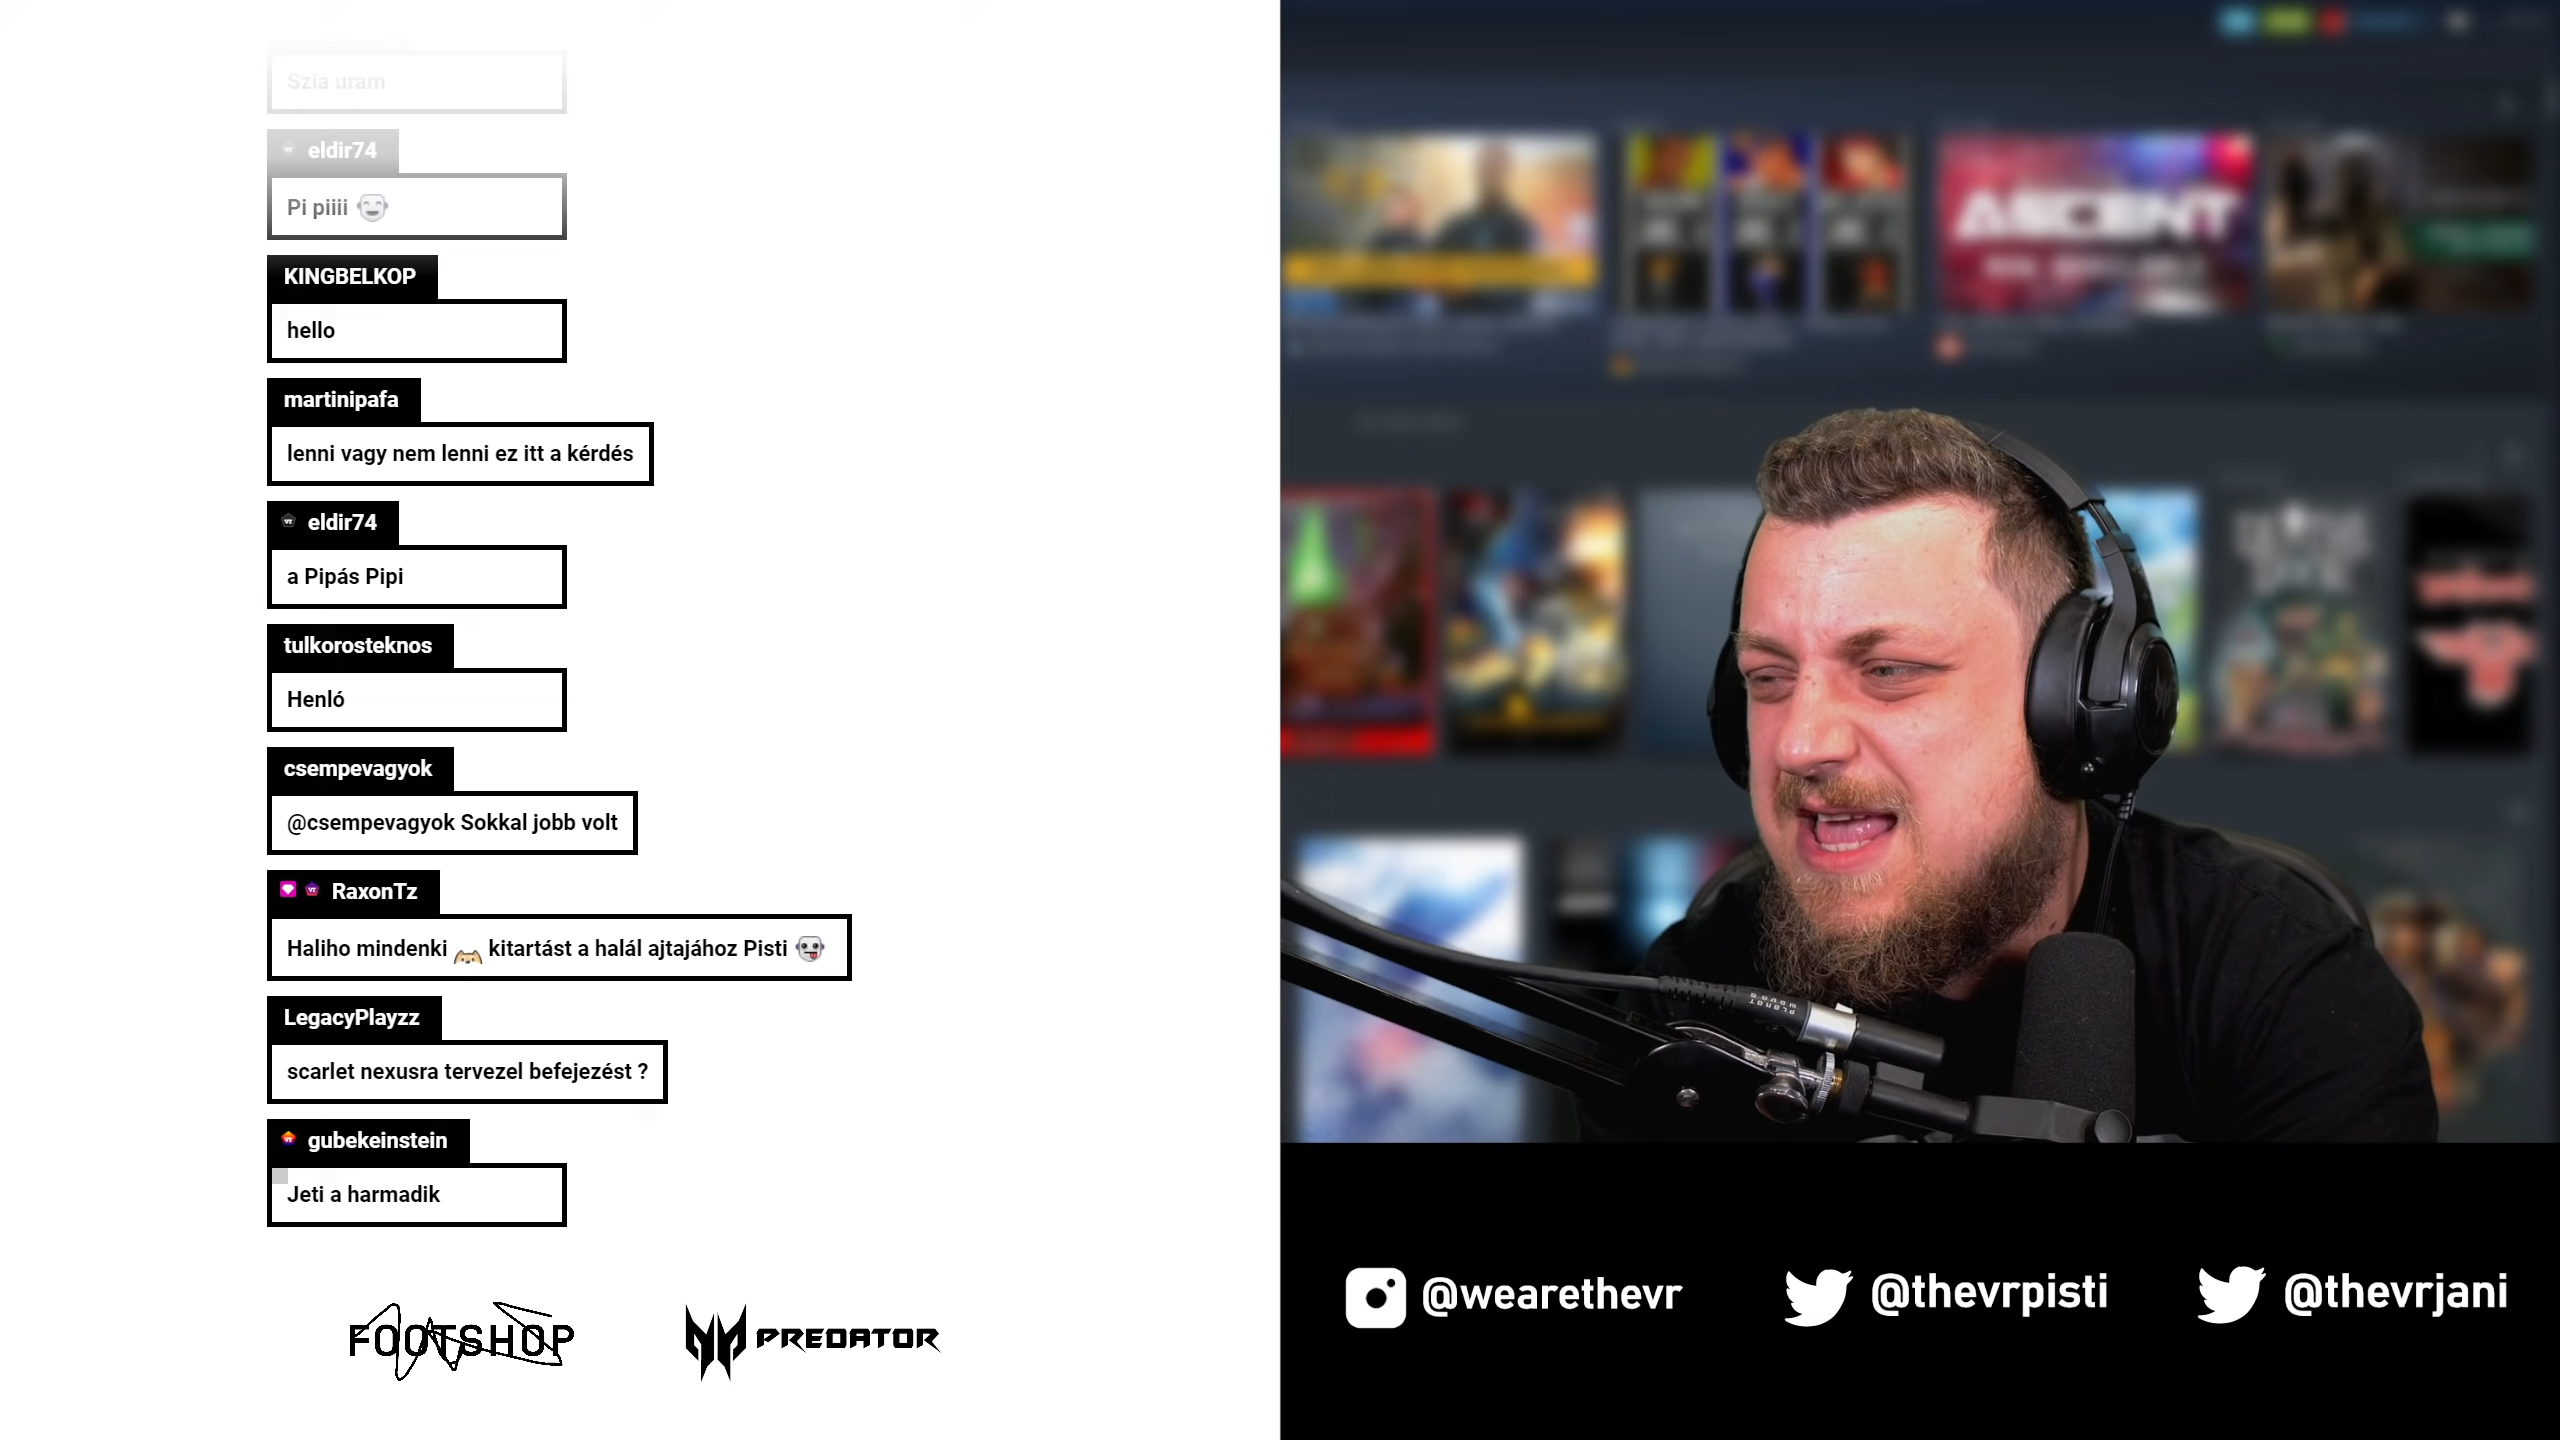 Szia uram
eldir74
Pi piiii
KINGBELKOP
hello
martinipafa
lenni vagy nem lenni ez itt a kérdés
eldir74
a Pipás Pipi
tulkorosteknos
Henló
csempevagyok
@csempevagyok Sokkal jobb volt
RaxonTz
Haliho mindenki kitartást a halál ajtajához Pisti
LegacyPlayzz
scarlet nexusra tervezel befejezést ?
gubekeinstein
Jeti a harmadik
FOOTSHOP
PREDATOR
ASCENT
PLANET
WAVES
@wearethevr
@thevrpisti
@thevrjani